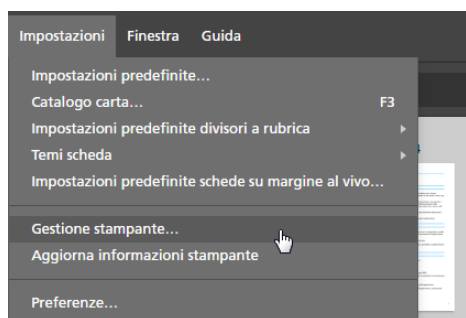 Impostazioni Finestra Guida
Impostazioni predefinite...
Catalogo carta... F3
Impostazioni predefinite divisori a rubrica
Temi scheda
Impostazioni predefinite schede su margine al vivo...
Gestione stampante...
Aggiorna informazioni stampante
Preferenze...